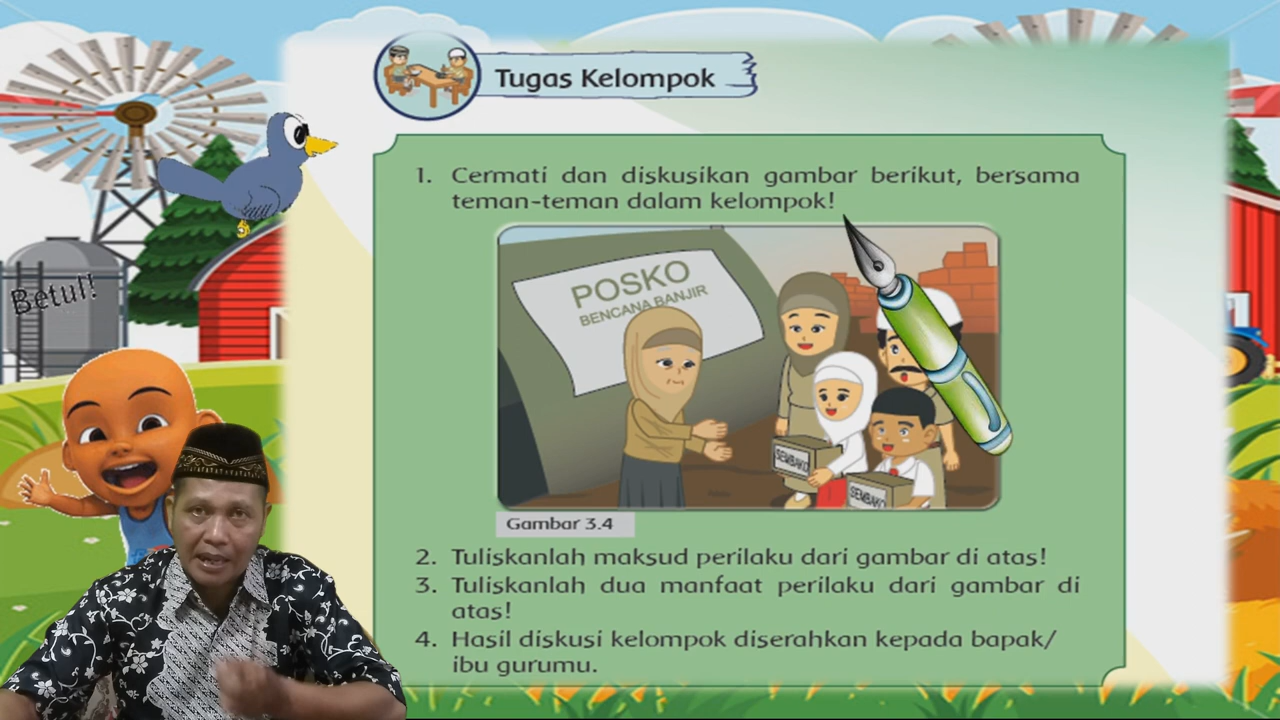 Tugas Kelompok
1. Cermati dan diskusikan gambar berikut, bersama
teman-teman dalam kelompok!
POSKO
BENCANA BANJIR
SEMBAKO
SEMBAKO
Gambar 3.4
Betul!
2. Tuliskanlah maksud perilaku dari gambar di atas!
3. Tuliskanlah dua manfaat perilaku dari gambar di
atas!
4. Hasil diskusi kelompok diserahkan kepada bapak/
ibu gurumu.